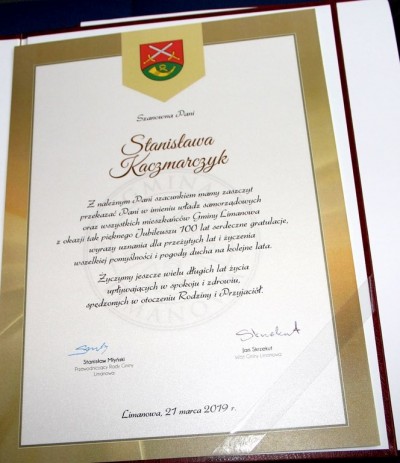 Szanowna Pani
Stanisława
Kaczmarczyk
Z należnym Pani szacunkiem mamy zaszczyt
przekazać Pani w imieniu władz samorządowych
oraz wszystkich mieszkańców Gminy Limanowa
z okazji tak pięknego Jubileuszu 100 lat serdeczne gratulacje,
wyrazy uznania dla przeżytych lat i życzenia
wszelkiej pomyślności i pogody ducha na kolejne lata.
Życzymy jeszcze wielu długich lat życia
upływających w spokoju i zdrowiu,
spędzonych w otoczeniu Rodziny i Przyjaciół.
Stanisław Młyński
Przewodniczący Rady Gminy
Limanowa
Jan Skrzekut
Wójt Gminy Limanowa
Limanowa, 21 marca 2019 r.